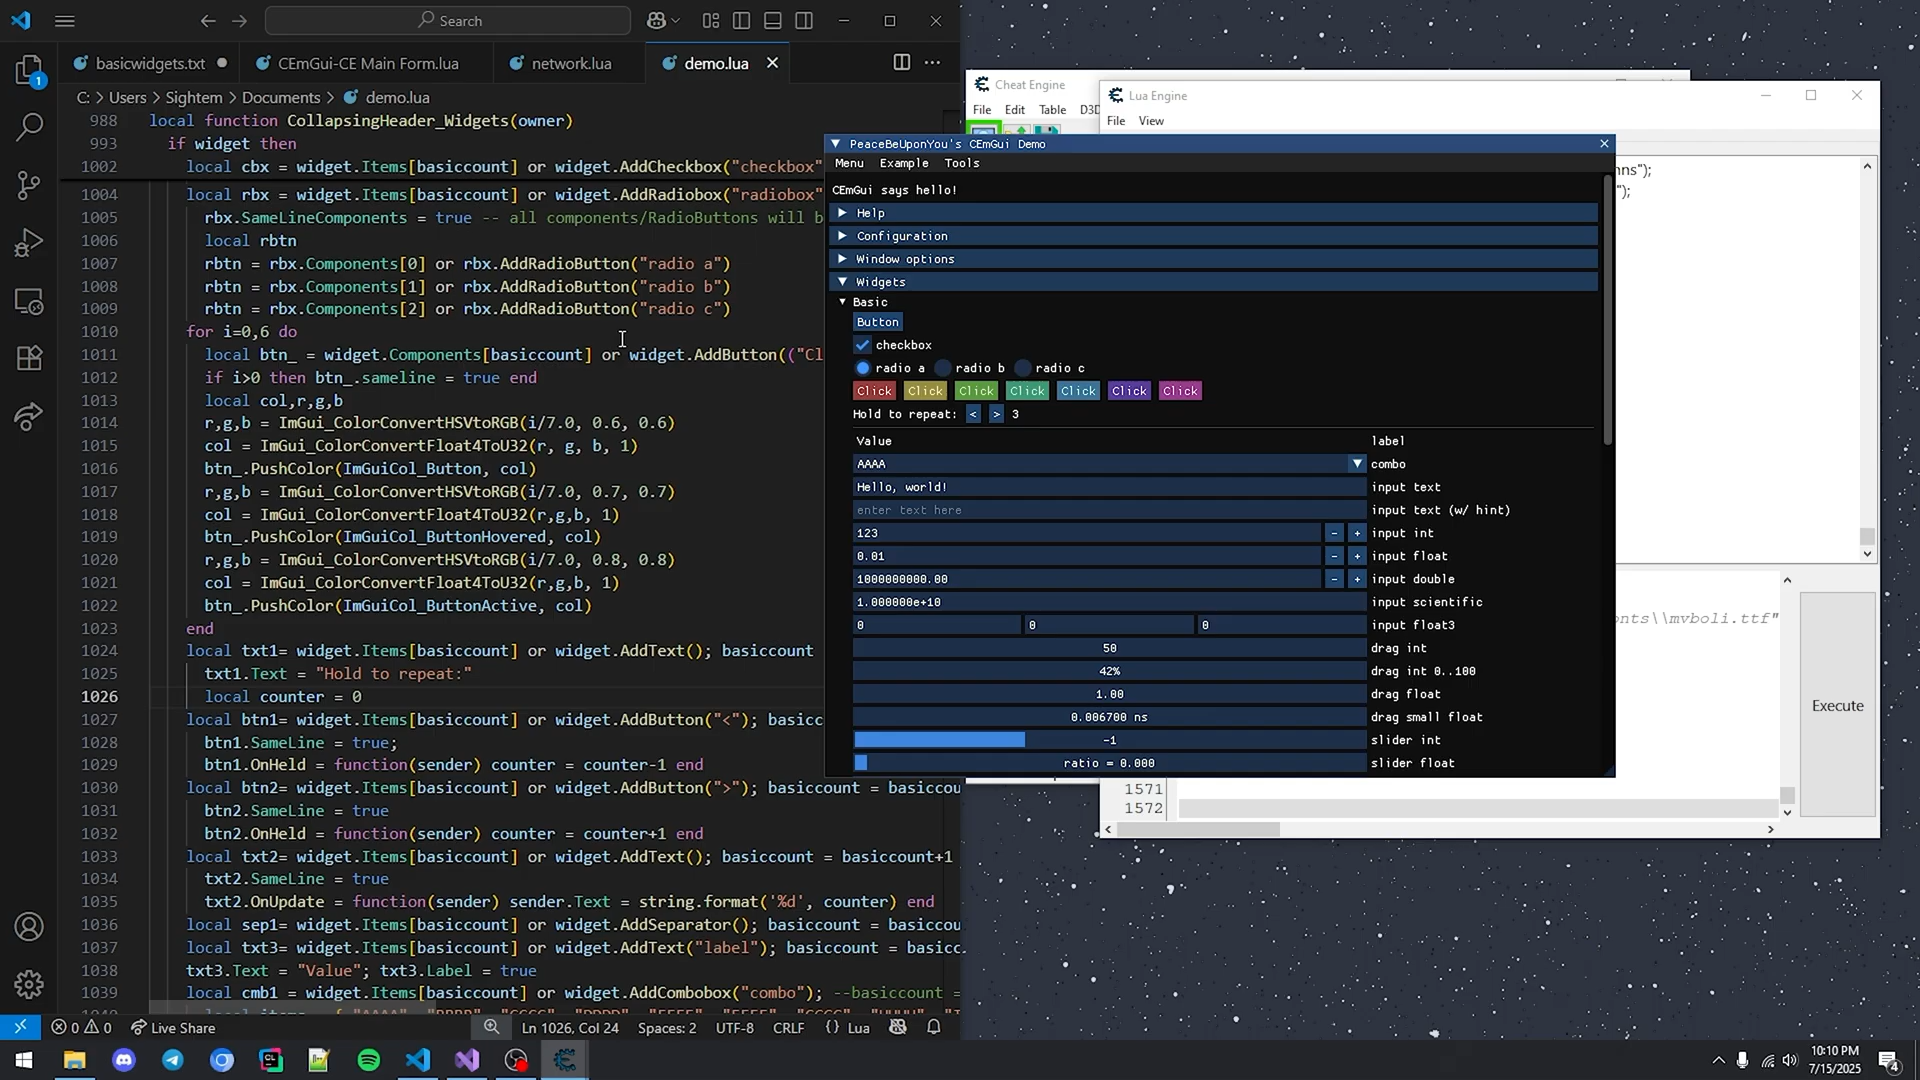 Search
basicwidgets.txt
CEmGui-CE Main Form.lua
network.lua
demo.lua
C: > Users > Sightem > Documents > demo.lua
988 local function CollapsingHeader_Widgets(owner)
993 if widget then
1002 local cbx = widget.Items[basiccount] or widget.AddCheckbox("checkbox"
1004 local rbx = widget.Items[basiccount] or widget.AddRadiobox("radiobox"
1005 rbx.SameLineComponents = true -- all components/RadioButtons will b
1006 local rbtn
1007 rbtn = rbx.Components[0] or rbx.AddRadioButton("radio a")
1008 rbtn = rbx.Components[1] or rbx.AddRadioButton("radio b")
1009 rbtn = rbx.Components[2] or rbx.AddRadioButton("radio c")
1010 for i=0,6 do
1011 local btn_ = widget.Components[basiccount] or widget.AddButton(("Cl
1012 if i>0 then btn_.sameline = true end
1013 local col,r,g,b
1014 r,g,b = ImGui_ColorConvertHSVtoRGB(i/7.0, 0.6, 0.6)
1015 col = ImGui_ColorConvertFloat4ToU32(r, g, b, 1)
1016 btn_.PushColor(ImGuiCol_Button, col)
1017 r,g,b = ImGui_ColorConvertHSVtoRGB(i/7.0, 0.7, 0.7)
1018 col = ImGui_ColorConvertFloat4ToU32(r,g,b, 1)
1019 btn_.PushColor(ImGuiCol_ButtonHovered, col)
1020 r,g,b = ImGui_ColorConvertHSVtoRGB(i/7.0, 0.8, 0.8)
1021 col = ImGui_ColorConvertFloat4ToU32(r,g,b, 1)
1022 btn_.PushColor(ImGuiCol_ButtonActive, col)
1023 end
1024 local txt1= widget.Items[basiccount] or widget.AddText(); basiccount
1025 txt1.Text = "Hold to repeat:"
1026 local counter = 0
1027 local btn1= widget.Items[basiccount] or widget.AddButton("<"); basicc
1028 btn1.SameLine = true;
1029 btn1.OnHeld = function(sender) counter = counter-1 end
1030 local btn2= widget.Items[basiccount] or widget.AddButton(">"); basiccount = basiccou
1031 btn2.SameLine = true
1032 btn2.OnHeld = function(sender) counter = counter+1 end
1033 local txt2= widget.Items[basiccount] or widget.AddText(); basiccount = basiccount+1
1034 txt2.SameLine = true
1035 txt2.OnUpdate = function(sender) sender.Text = string.format('%d', counter) end
1036 local sep1= widget.Items[basiccount] or widget.AddSeparator(); basiccount = basiccou
1037 local txt3= widget.Items[basiccount] or widget.AddText("label"); basiccount = basicc
1038 txt3.Text = "Value"; txt3.Label = true
1039 local cmb1 = widget.Items[basiccount] or widget.AddCombobox("combo"); --basiccount =
0 0 Live Share
Ln 1026, Col 24 Spaces: 2 UTF-8 CRLF {} Lua
Cheat Engine
File Edit Table D3D
Lua Engine
File View
nns");
");
onts\\mvboli.ttf"
Execute
1571
1572
PeaceBeUponYou's CEmGui Demo
Menu Example Tools
CEmGui says hello!
Help
Configuration
Window options
Widgets
Basic
Button
checkbox
radio a radio b radio c
Click Click Click Click Click Click Click
Hold to repeat: < > 3
Value label
AAAA combo
Hello, world! input text
enter text here input text (w/ hint)
123 - + input int
0.01 - + input float
1000000000.00 - + input double
1.000000e+10 input scientific
0 0 0 input float3
50 drag int
42% drag int 0..100
1.00 drag float
0.006700 ns drag small float
-1 slider int
ratio = 0.000 slider float
10:10 PM
7/15/2025
4